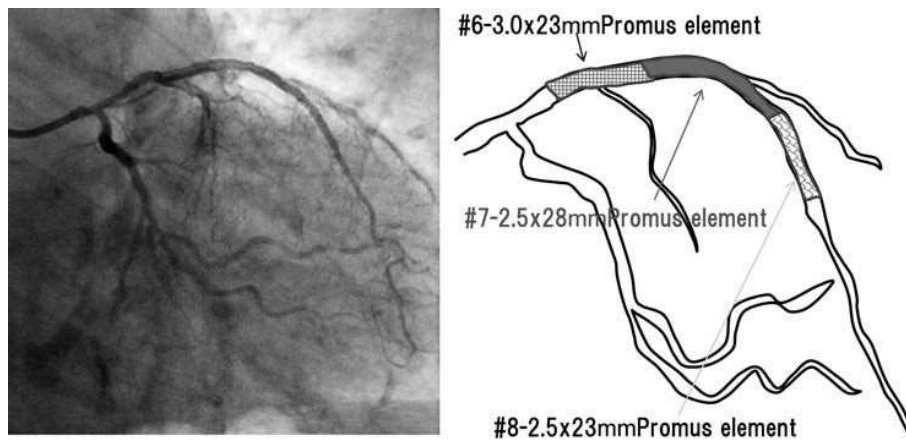 #6-3.0x23mmPromus element
#7-2.5x28mmPromus element
#8-2.5x23mmPromus element